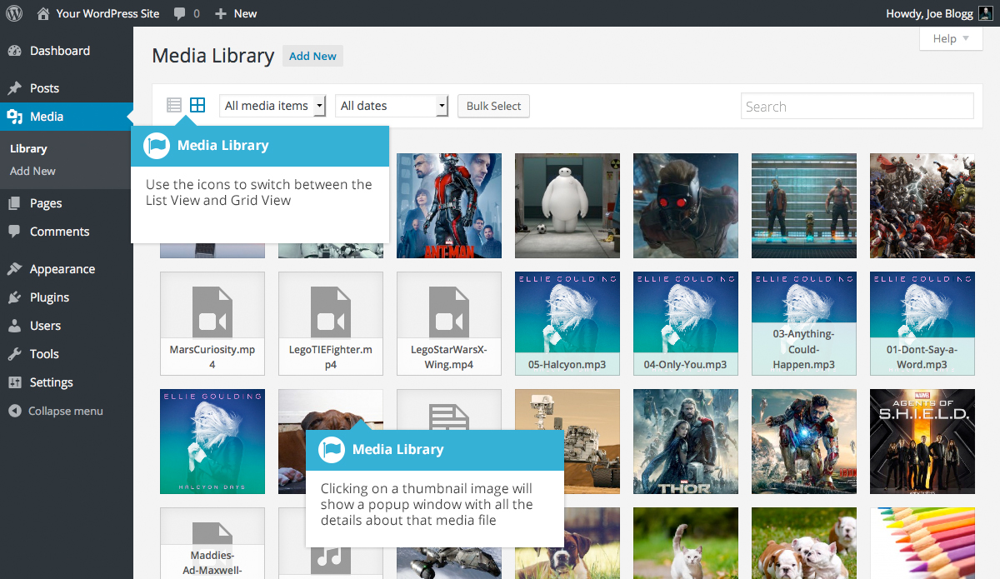 Your WordPress Site
0
New
Howdy, Joe Blogg
Dashboard
Posts
Media
Library
Add New
Pages
Comments
Appearance
Plugins
Users
Tools
Settings
Collapse menu
Media Library
Add New
Help
All media items
All dates
Bulk Select
Search
Media Library
Use the icons to switch between the
List View and Grid View
ANT-MAN
MarsCuriosity.mp
4
LegoTIEFighter.m
p4
LegoStarWarsX-
Wing.mp4
ELLIE GOULDING
05-Halcyon.mp3
ELLIE GOULDING
04-Only-You.mp3
ELLIE GOULDING
03-Anything-
Could-
Happen.mp3
ELLIE GOULDING
01-Dont-Say-a-
Word.mp3
ELLIE GOULDING
HALCYON DAYS
THOR
MARVEL
AGENTS OF
S.H.I.E.L.D.
Media Library
Clicking on a thumbnail image will
show a popup window with all the
details about that media file
Maddies-
Ad-Maxwell-